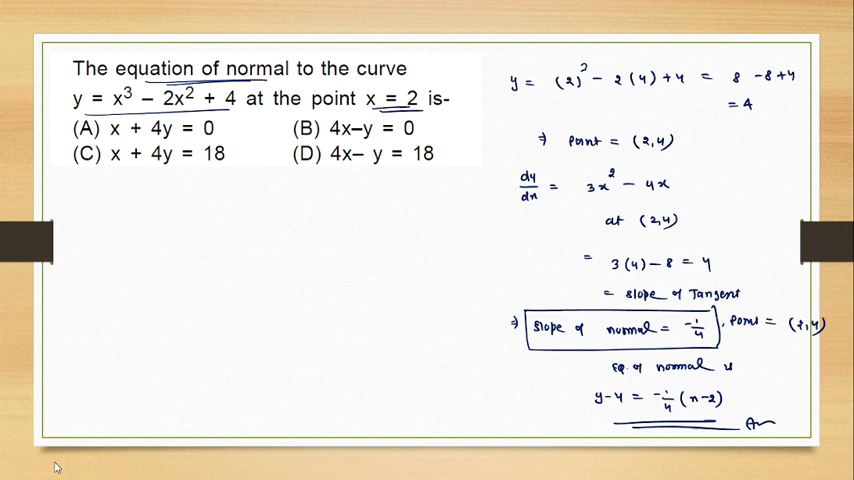 The equation of normal to the curve
y = x³ − 2x² + 4 at the point x = 2 is-
(A) x + 4y = 0 (B) 4x–y = 0
(C) x + 4y = 18 (D) 4x– y = 18
y = (2)² − 2(4) + 4 = 8 − 8 + 4
= 4
⇒ Point = (2,4)
dy/dx = 3x² − 4x
at (2,4)
= 3(4) − 8 = 4
= slope of Tangent
⇒ slope of normal = −1/4 , Point = (2,4)
Eq. of normal is
y−4 = −1/4 (x−2)
Ans